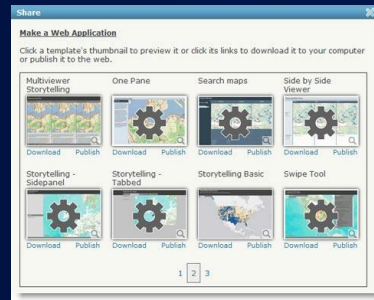 Share
Make a Web Application
Click a template's thumbnail to preview it or click its links to download it to your computer
or publish it to the web.
Multiviewer Storytelling
One Pane
Search maps
Side by Side Viewer
Download Publish Download Publish Download Publish Download Publish
Storytelling - Sidepanel
Storytelling - Tabbed
Storytelling Basic
Swipe Tool
Download Publish Download Publish Download Publish Download Publish
1 2 3